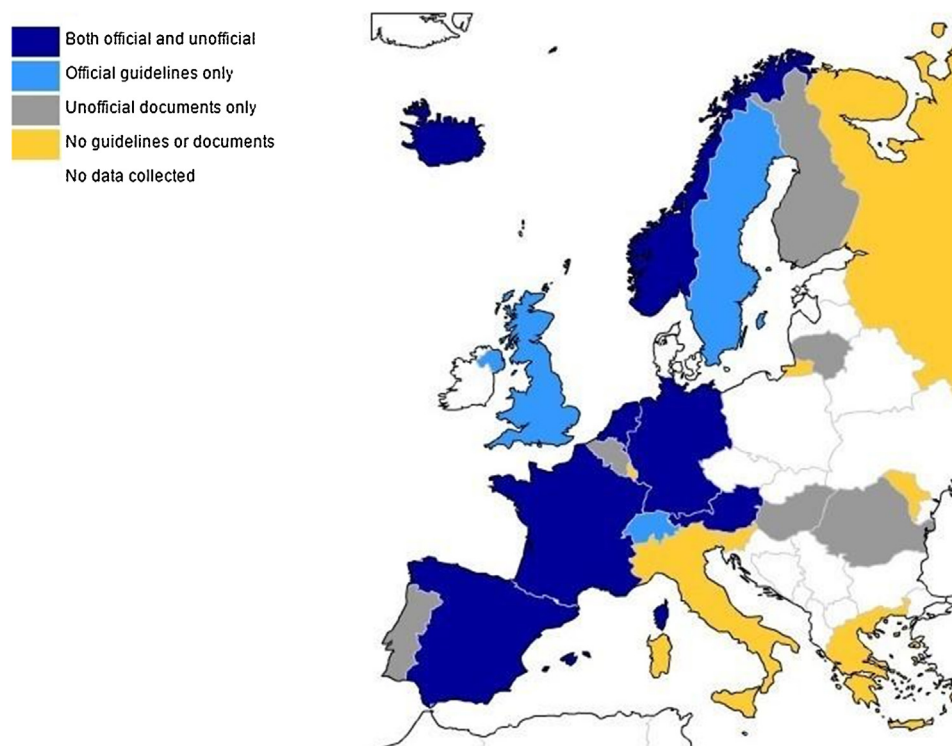 Both official and unofficial
Official guidelines only
Unofficial documents only
No guidelines or documents
No data collected